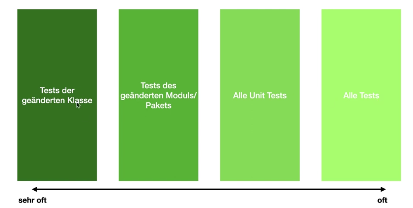 Tests der
geänderten Klasse
Tests des
geänderten Moduls/
Pakets
Alle Unit Tests
Alle Tests
sehr oft
oft